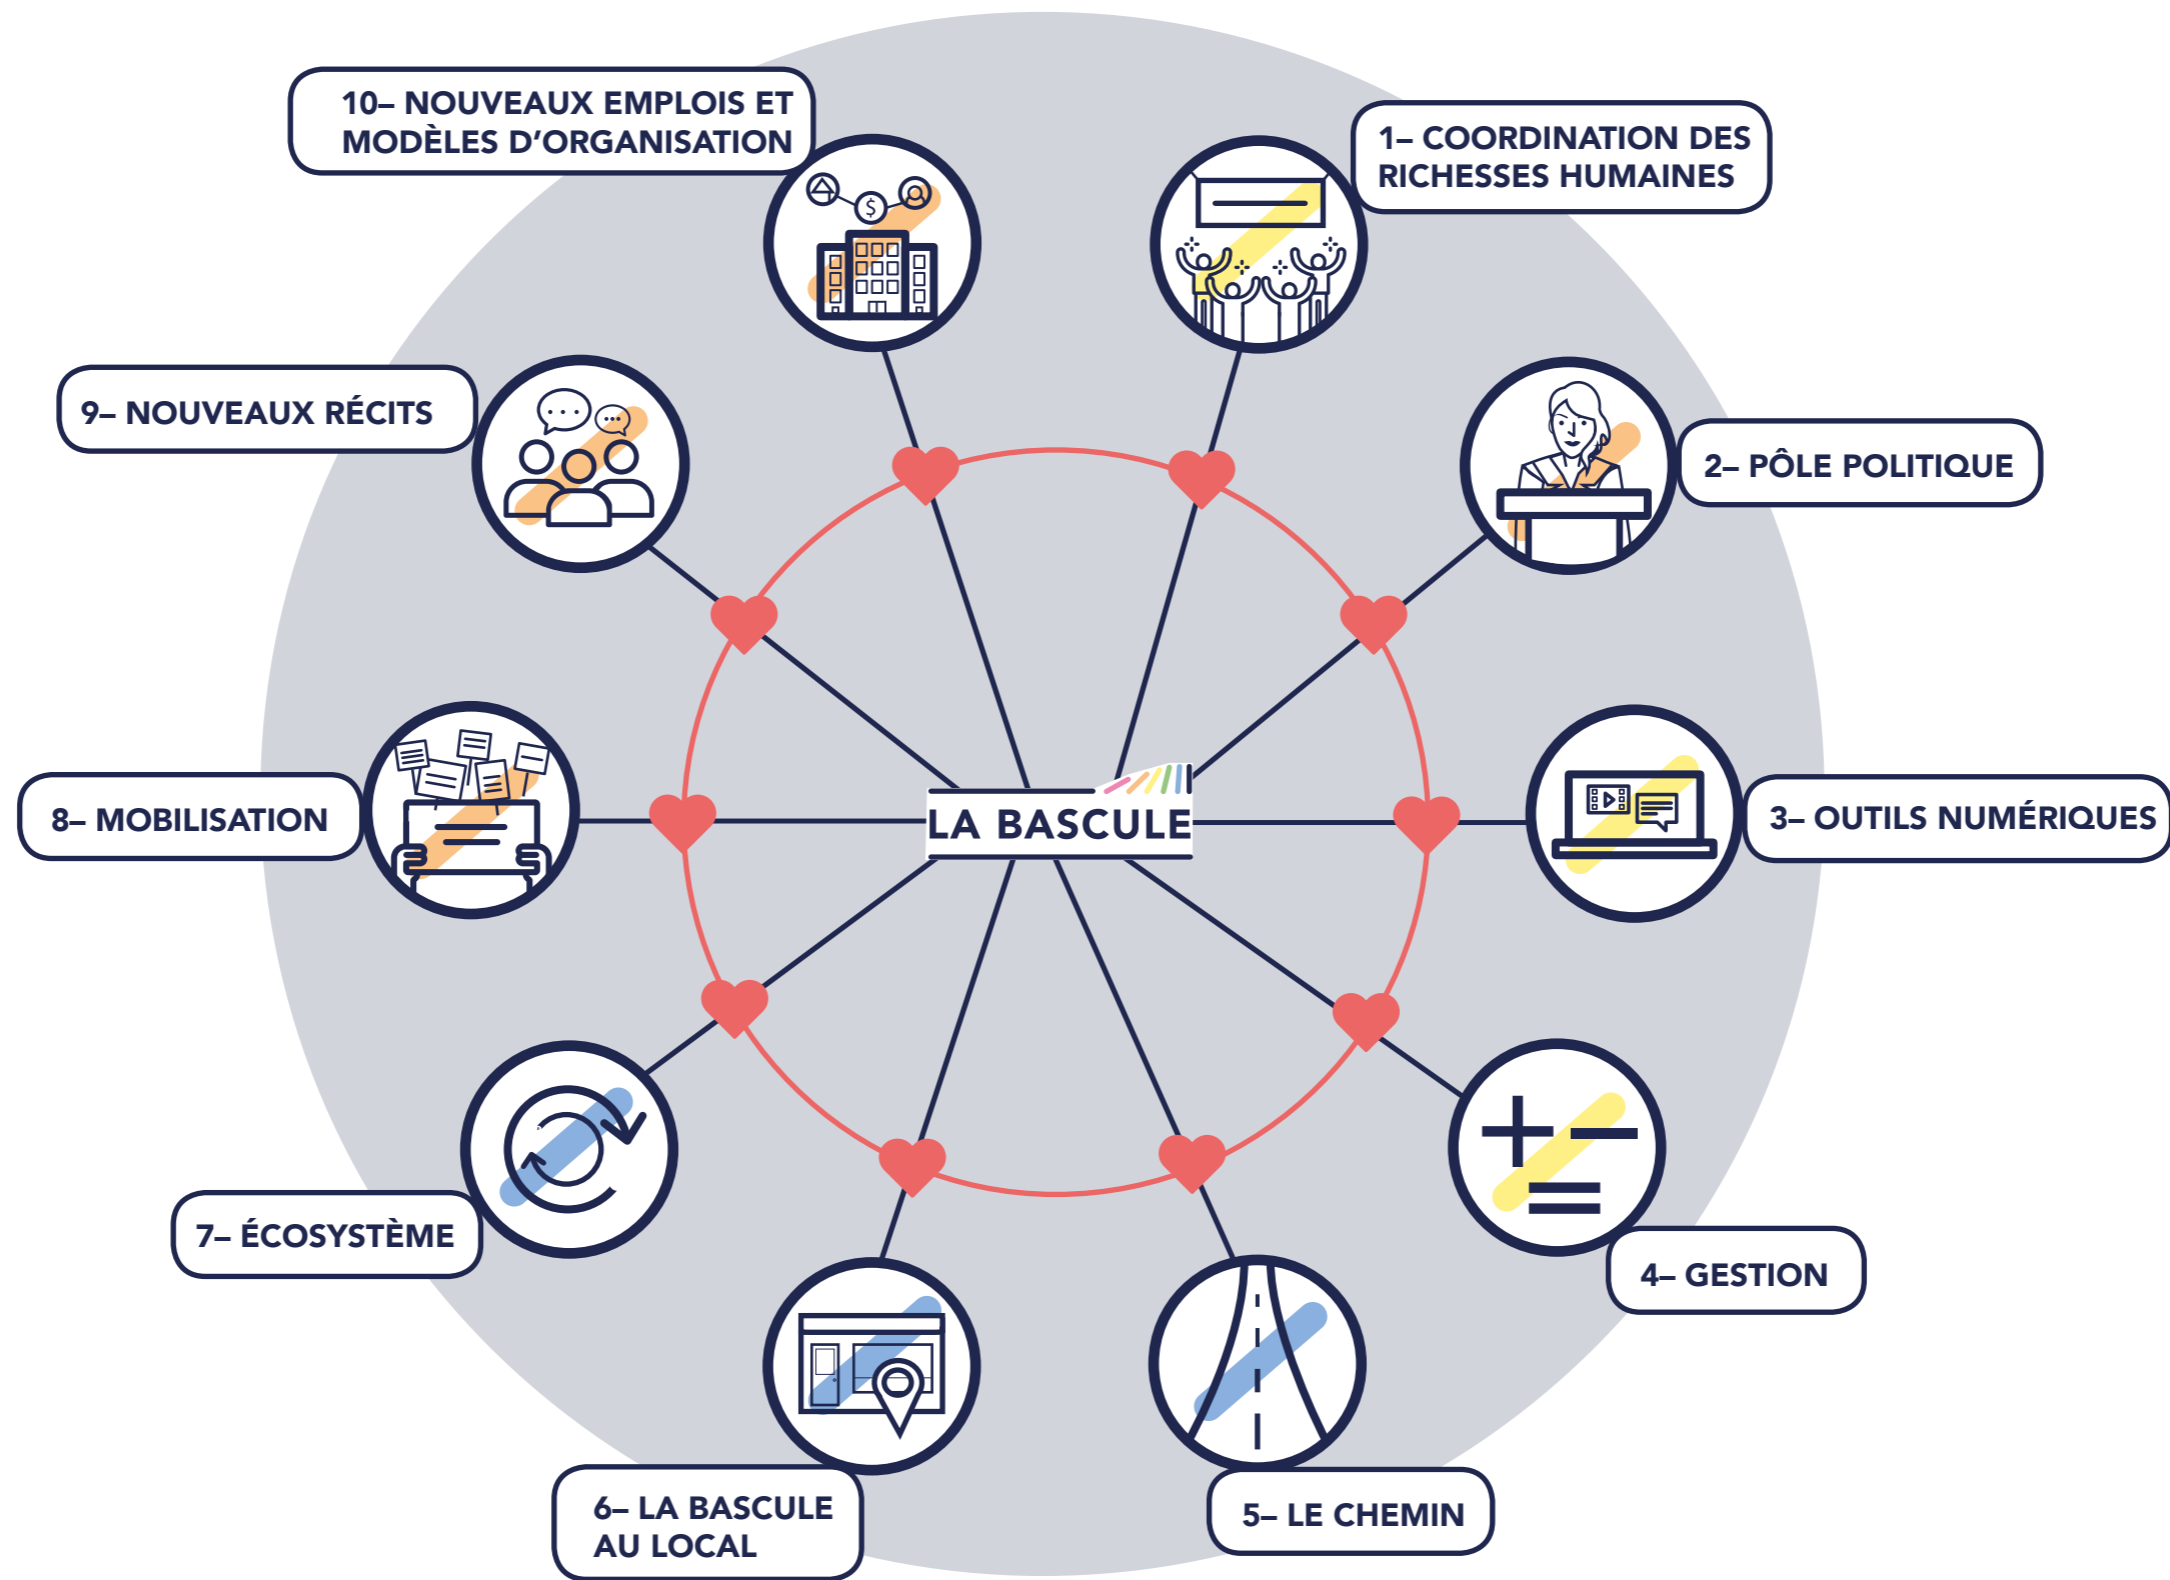 10– NOUVEAUX EMPLOIS ET
MODÈLES D’ORGANISATION
1– COORDINATION DES
RICHESSES HUMAINES
$
9– NOUVEAUX RÉCITS
2– PÔLE POLITIQUE
8– MOBILISATION
LA BASCULE
3– OUTILS NUMÉRIQUES
7– ÉCOSYSTÈME
4– GESTION
6– LA BASCULE
AU LOCAL
5– LE CHEMIN